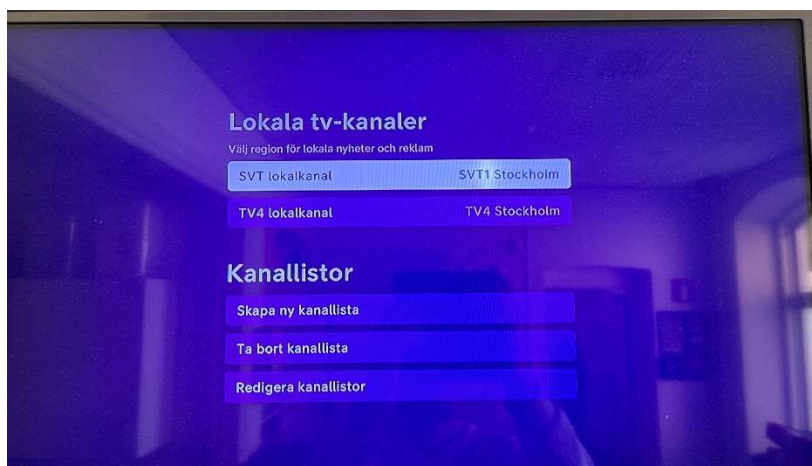 Lokala tv-kanaler
Välj region för lokala nyheter och reklam
SVT lokalkanal SVT1 Stockholm
TV4 lokalkanal TV4 Stockholm
Kanallistor
Skapa ny kanallista
Ta bort kanallista
Redigera kanallistor